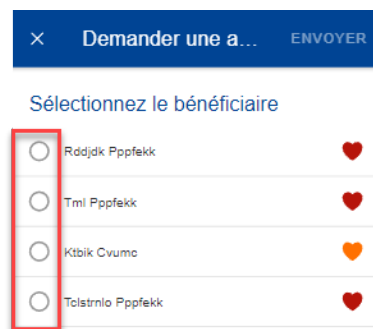 × Demander une a... ENVOYER
Sélectionnez le bénéficiaire
Rddjdk Pppfekk
Tml Pppfekk
Ktbik Cvumc
Tclstrnlo Pppfekk